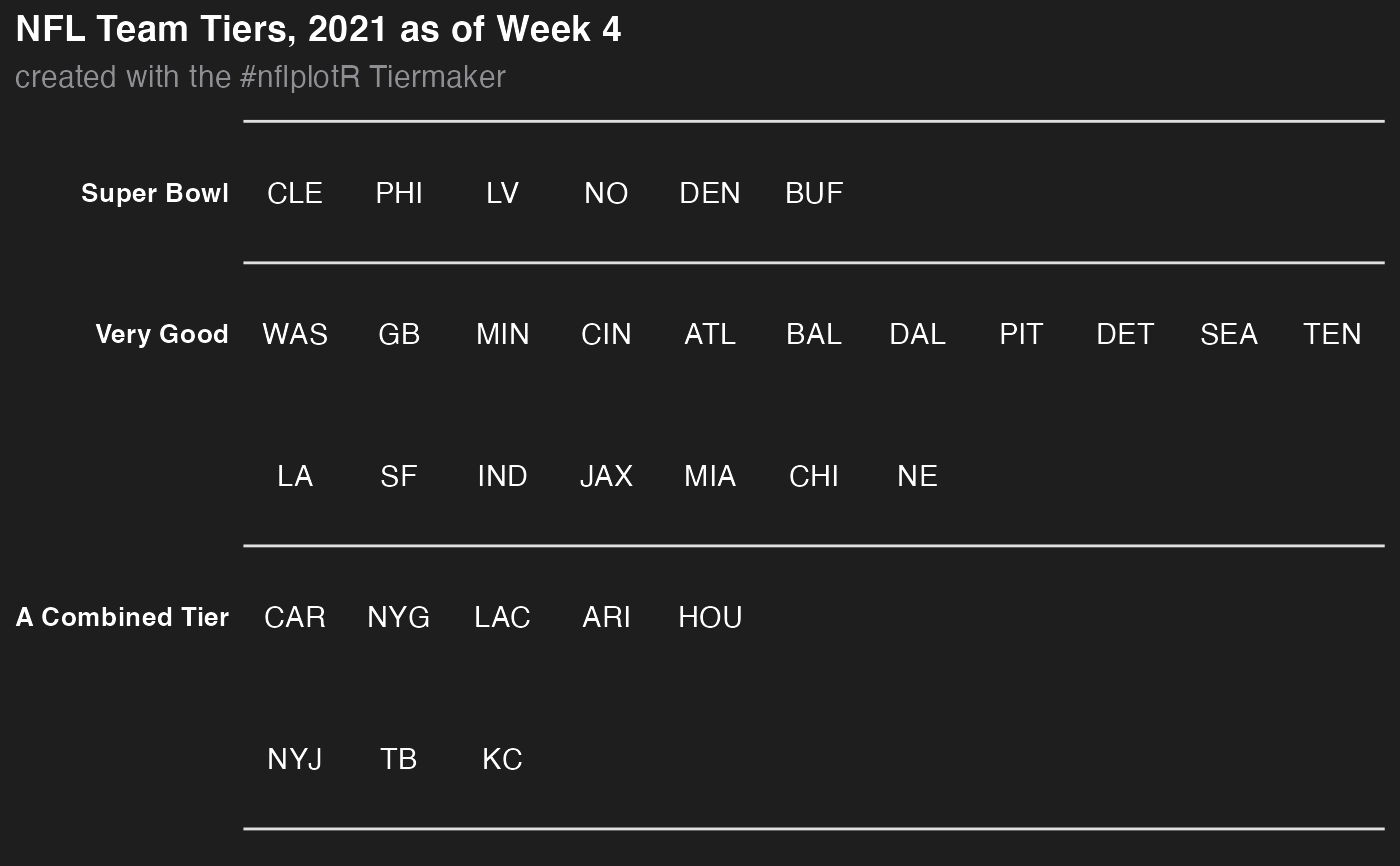 NFL Team Tiers, 2021 as of Week 4
created with the #nflplotR Tiermaker
Super Bowl CLE PHI LV NO DEN BUF
Very Good WAS GB MIN CIN ATL BAL DAL PIT DET SEA TEN
LA SF IND JAX MIA CHI NE
A Combined Tier CAR NYG LAC ARI HOU
NYJ TB KC